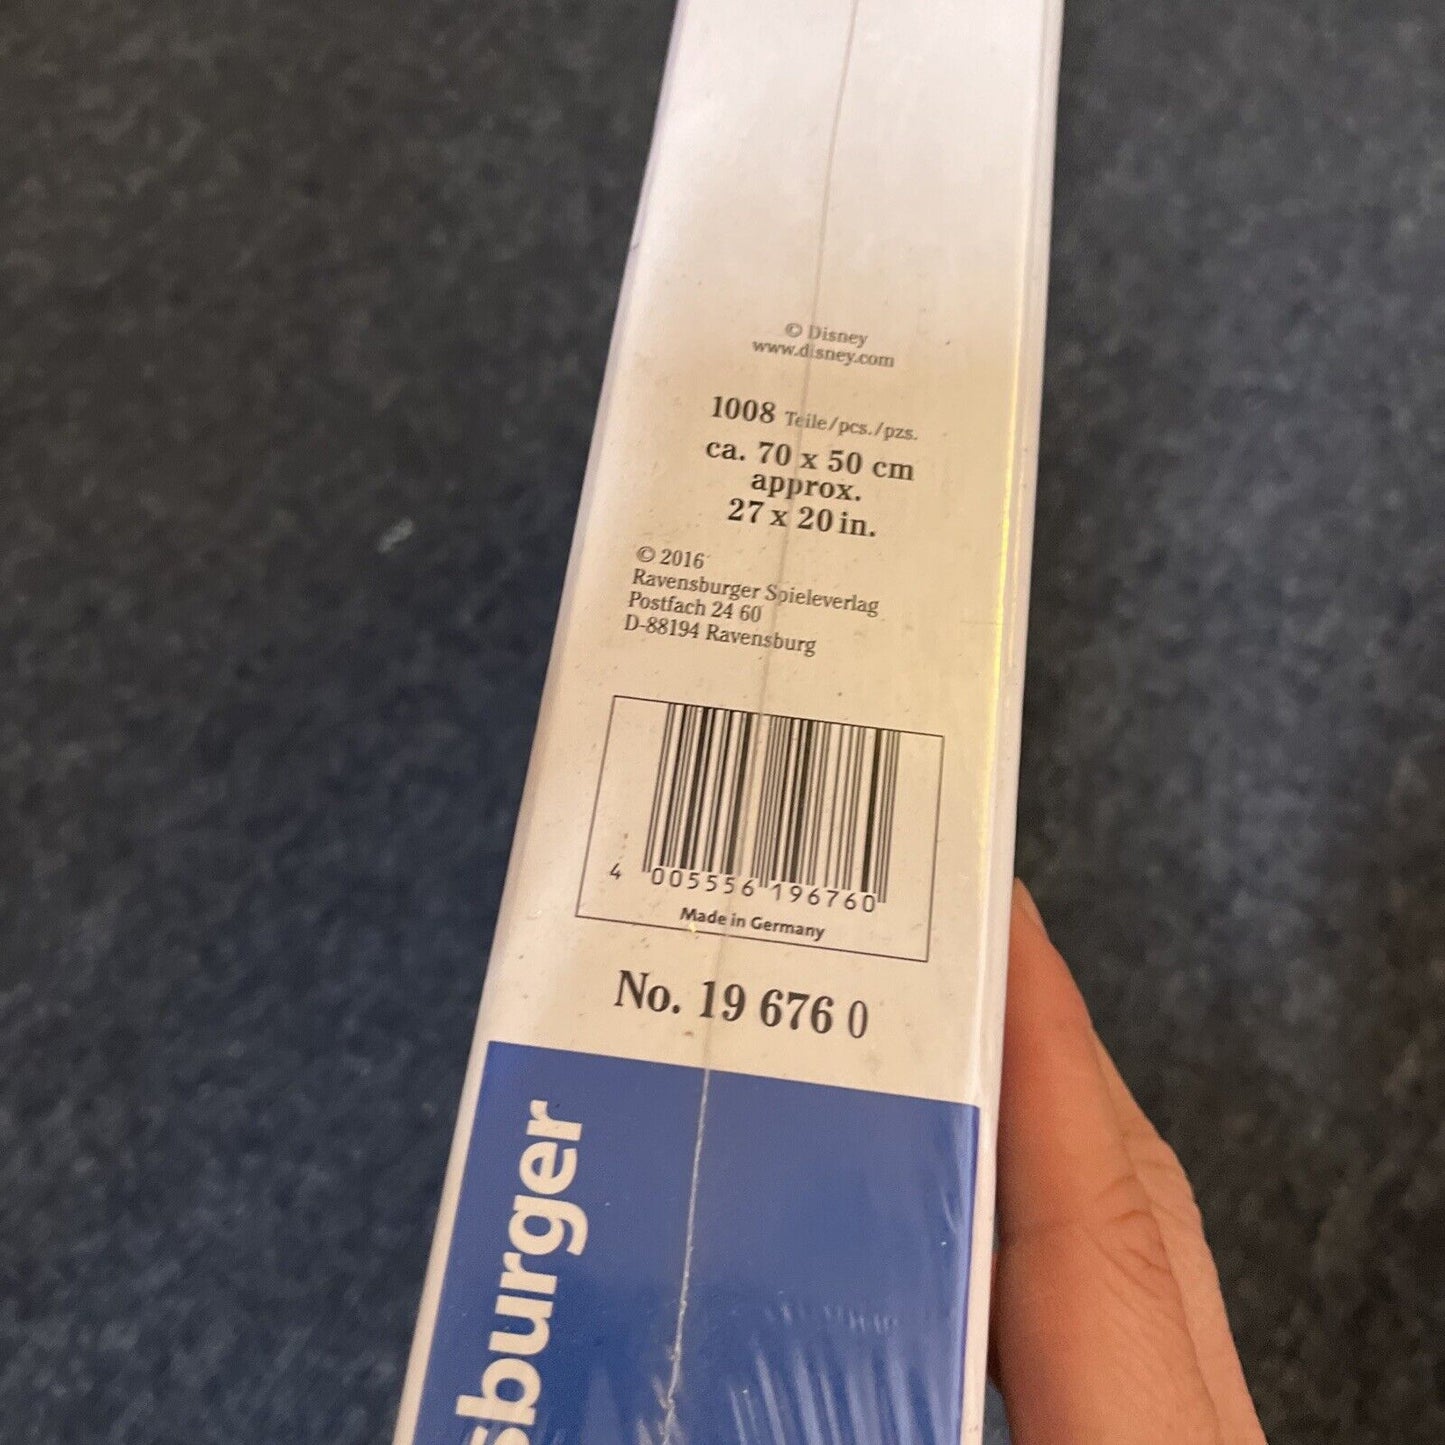 © Disney
www.disney.com
1008 Teile/pcs./pzs.
ca. 70 x 50 cm
approx.
27 x 20 in.
© 2016
Ravensburger Spieleverlag
Postfach 24 60
D-88194 Ravensburg
4 005556 196760
Made in Germany
No. 19 676 0
sburger